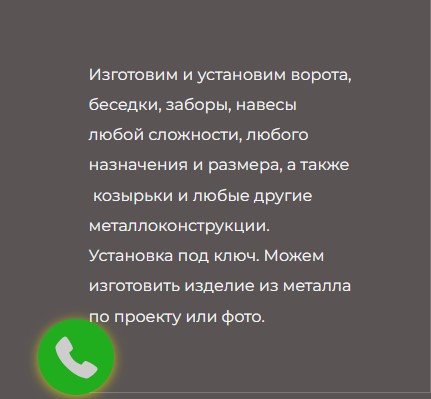 Изготовим и установим ворота,
беседки, заборы, навесы
любой сложности, любого
назначения и размера, а также
козырьки и любые другие
металлоконструкции.
Установка под ключ. Можем
изготовить изделие из металла
по проекту или фото.